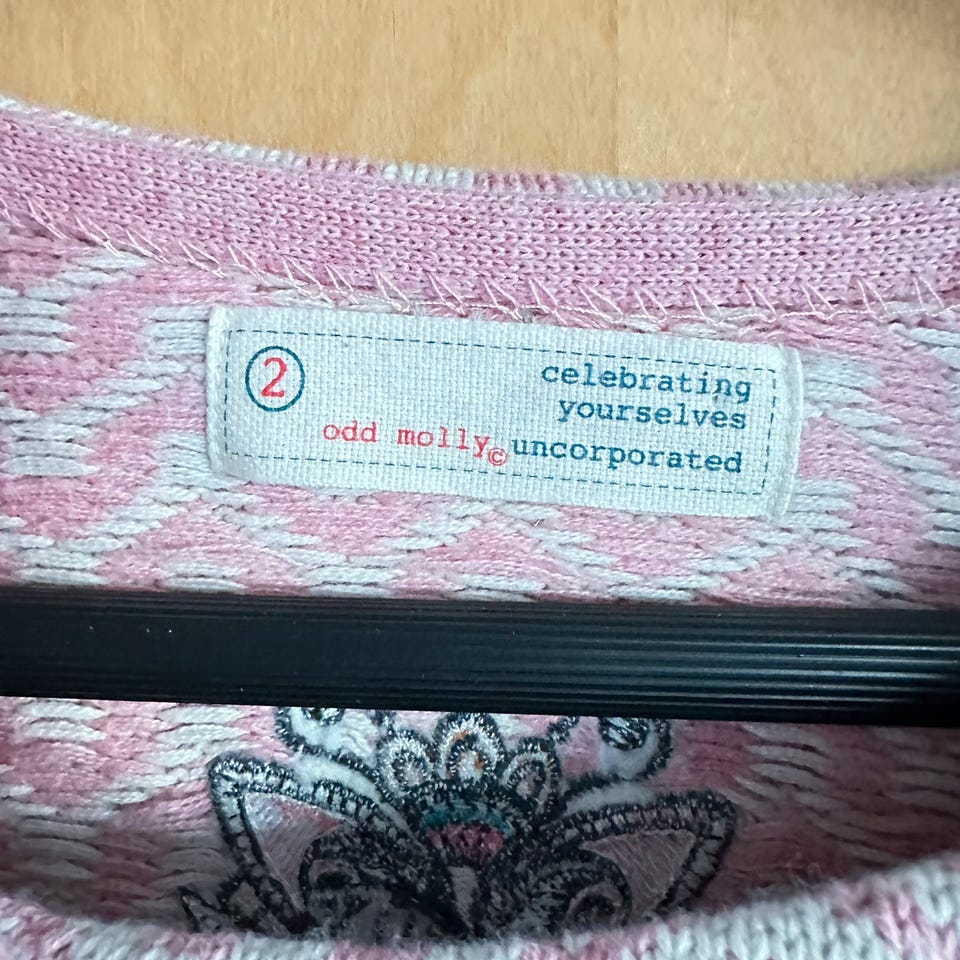 2
celebrating
yourselves
odd molly© uncorporated